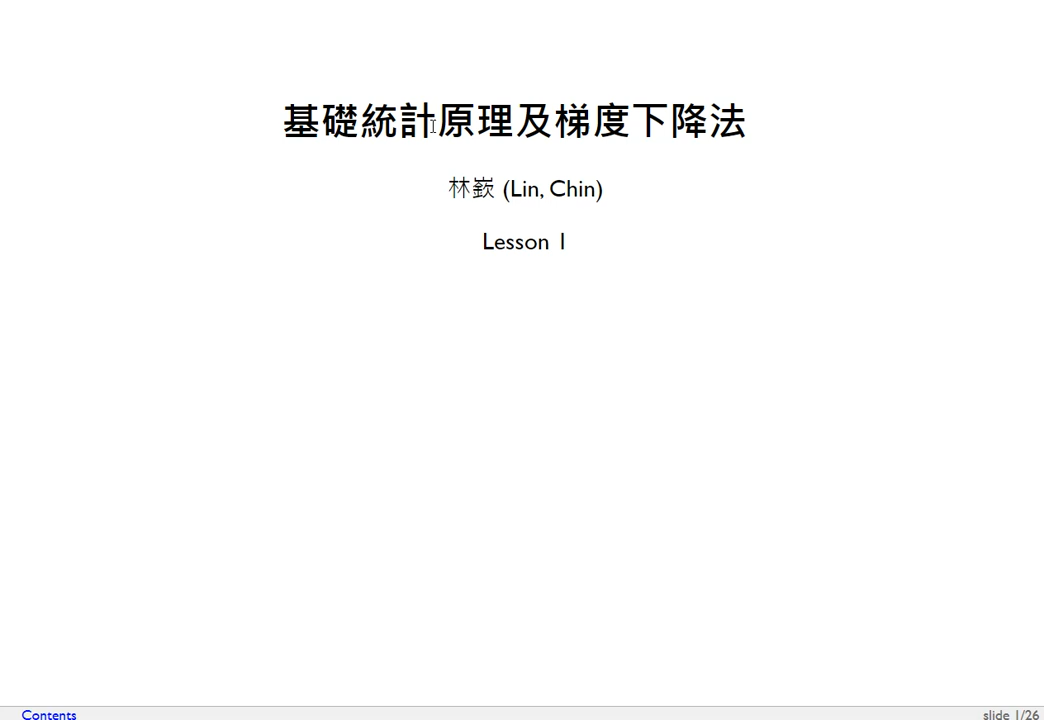 基礎統計原理及梯度下降法
林嶔 (Lin, Chin)
Lesson 1
Contents
slide 1/26